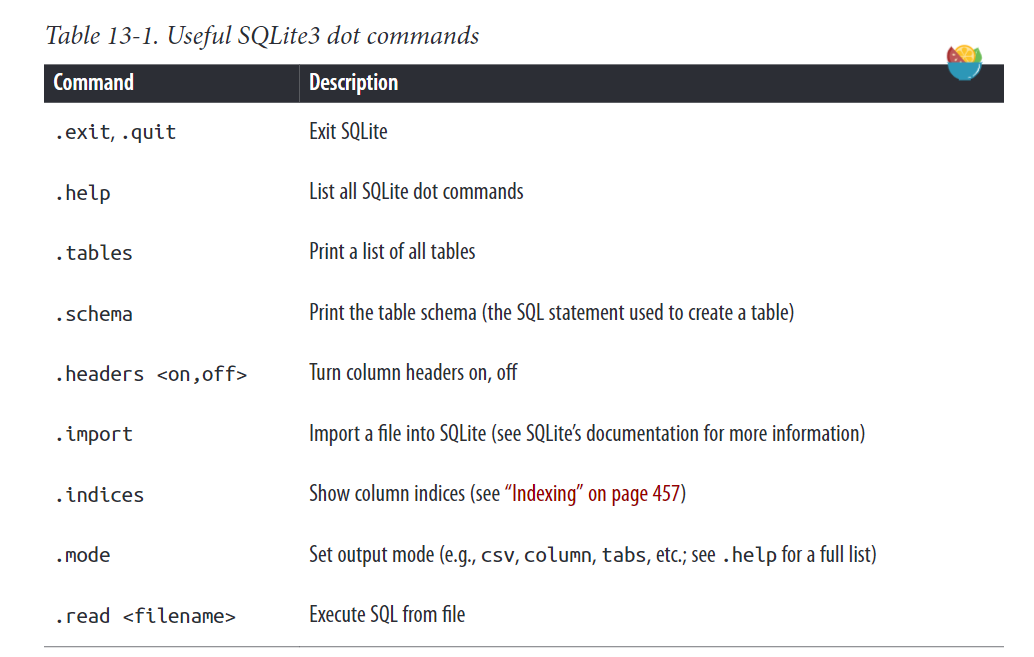 Table 13-1. Useful SQLite3 dot commands
Command Description
.exit, .quit Exit SQLite
.help List all SQLite dot commands
.tables Print a list of all tables
.schema Print the table schema (the SQL statement used to create a table)
.headers <on,off> Turn column headers on, off
.import Import a file into SQLite (see SQLite’s documentation for more information)
.indices Show column indices (see “Indexing” on page 457)
.mode Set output mode (e.g., csv, column, tabs, etc.; see .help for a full list)
.read <filename> Execute SQL from file